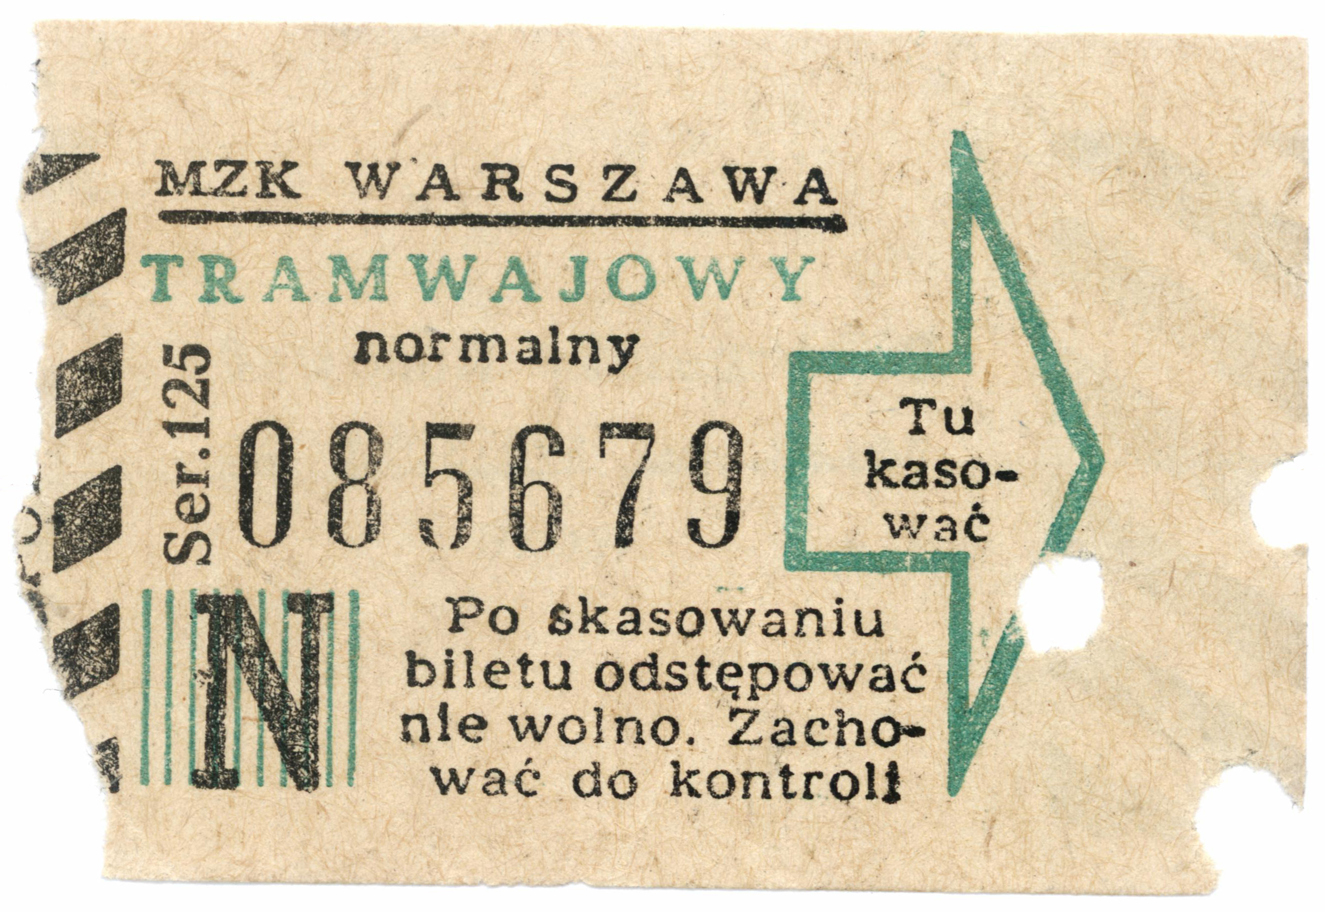 MZK WARSZAWA
TRAMWAJOWY
normalny
Ser.125
085679
Tu
kaso-
wać
N
Po skasowaniu
biletu odstępować
nie wolno. Zacho-
wać do kontroli